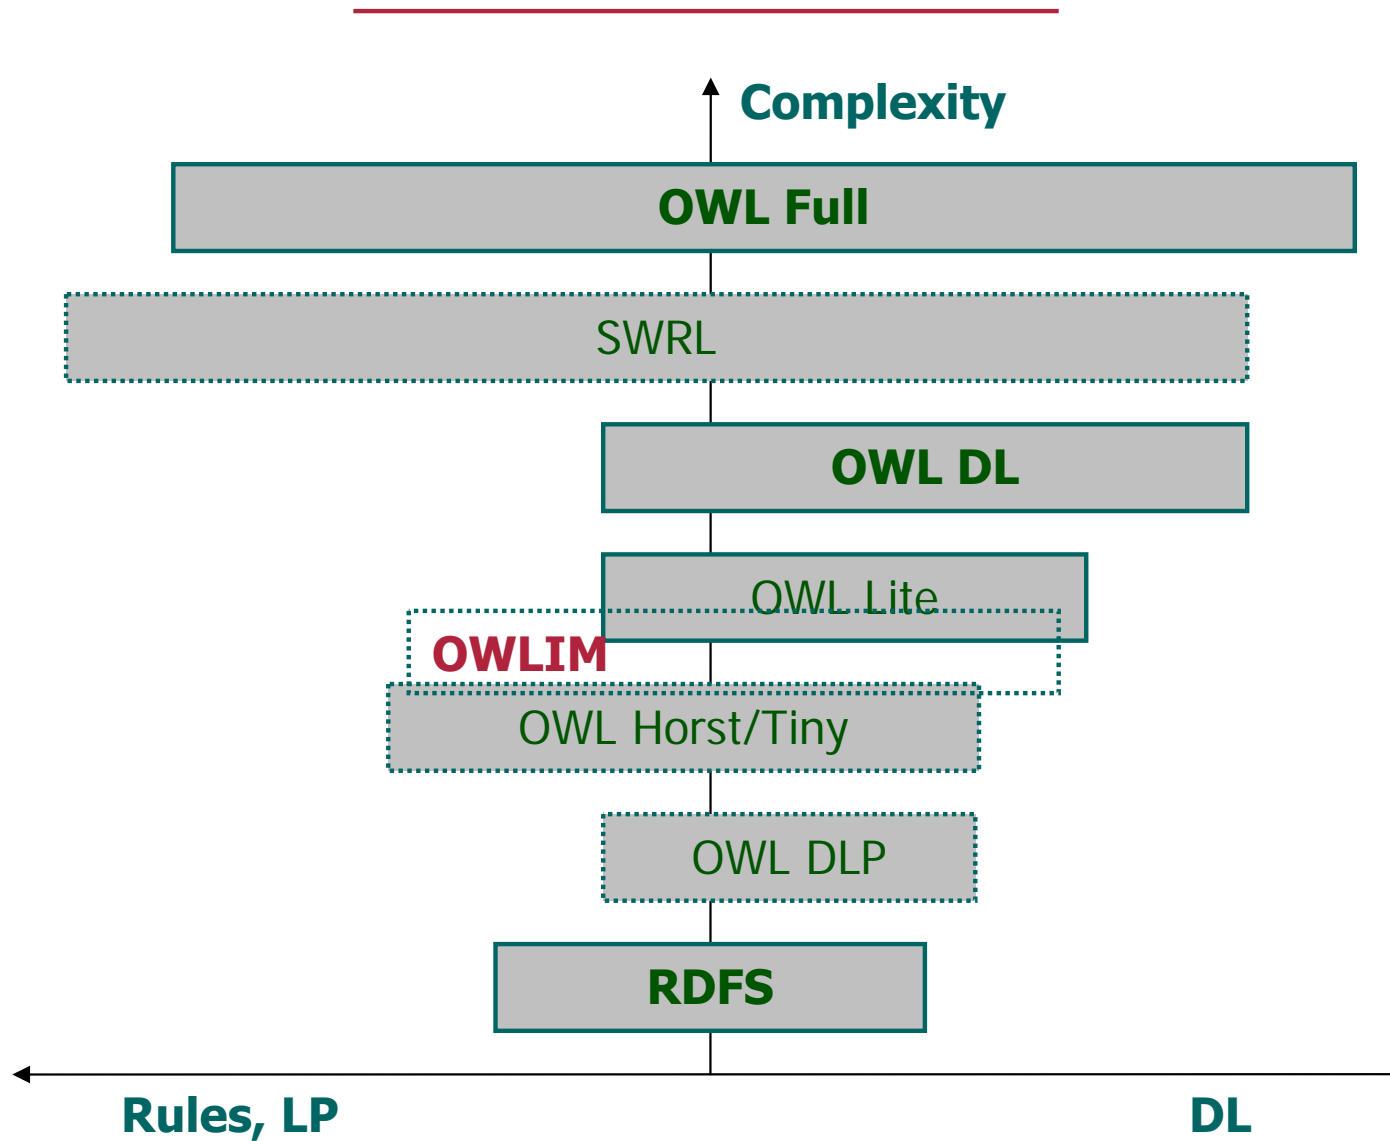 Complexity
OWL Full
SWRL
OWL DL
OWL Lite
OWLIM
OWL Horst/Tiny
OWL DLP
RDFS
Rules, LP
DL